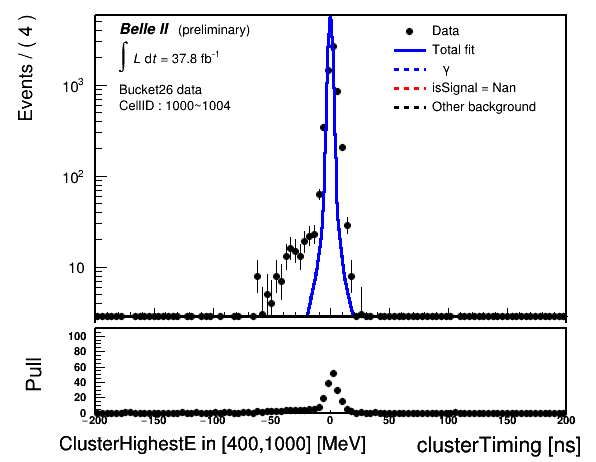 Belle II (preliminary)
∫ L dt = 37.8 fb⁻¹
Bucket26 data
CellID : 1000~1004
Data
Total fit
γ
isSignal = Nan
Other background
Events / ( 4 )
10³
10²
10
Pull
100
80
60
40
20
0
−200 −150 −100 −50 0 50 100 150 200
ClusterHighestE in [400,1000] [MeV]
clusterTiming [ns]